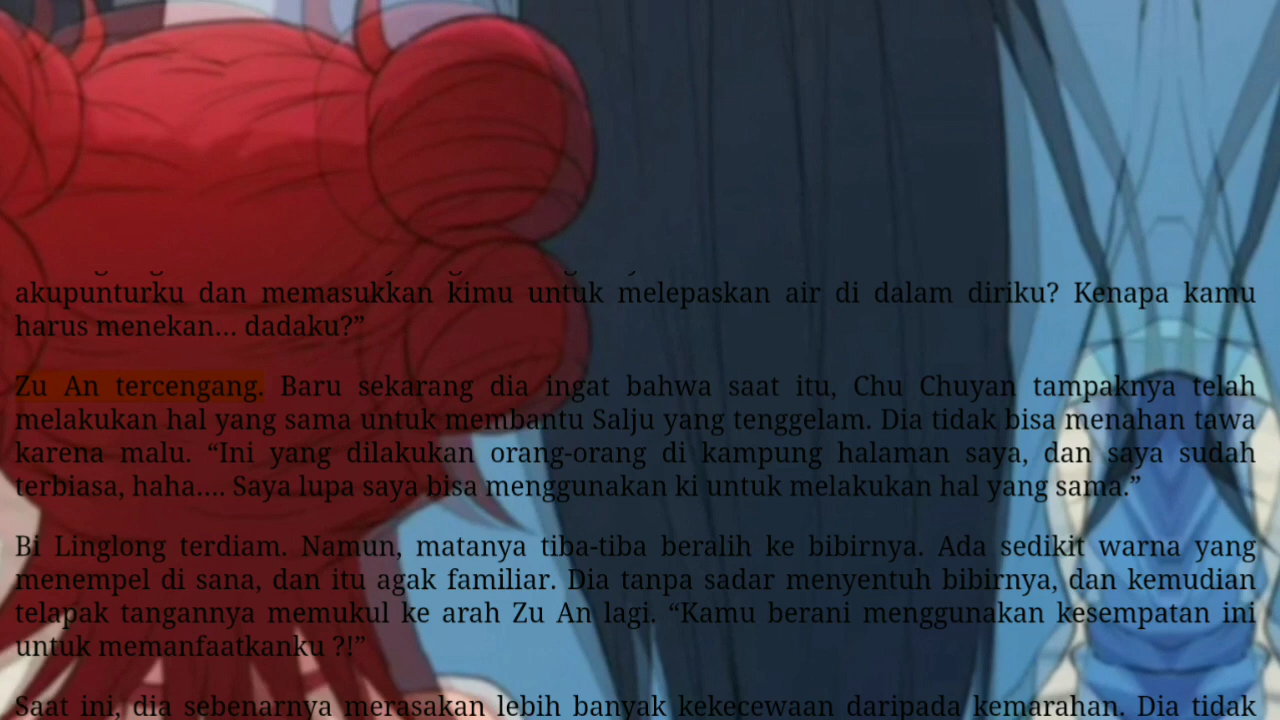 akupunturku dan memasukkan kimu untuk melepaskan air di dalam diriku? Kenapa kamu
harus menekan... dadaku?”
Zu An tercengang. Baru sekarang dia ingat bahwa saat itu, Chu Chuyan tampaknya telah
melakukan hal yang sama untuk membantu Salju yang tenggelam. Dia tidak bisa menahan tawa
karena malu. “Ini yang dilakukan orang-orang di kampung halaman saya, dan saya sudah
terbiasa, haha.... Saya lupa saya bisa menggunakan ki untuk melakukan hal yang sama.”
Bi Linglong terdiam. Namun, matanya tiba-tiba beralih ke bibirnya. Ada sedikit warna yang
menempel di sana, dan itu agak familiar. Dia tanpa sadar menyentuh bibirnya, dan kemudian
telapak tangannya memukul ke arah Zu An lagi. “Kamu berani menggunakan kesempatan ini
untuk memanfaatkanku ?!”
Saat ini, dia sebenarnya merasakan lebih banyak kekecewaan daripada kemarahan. Dia tidak